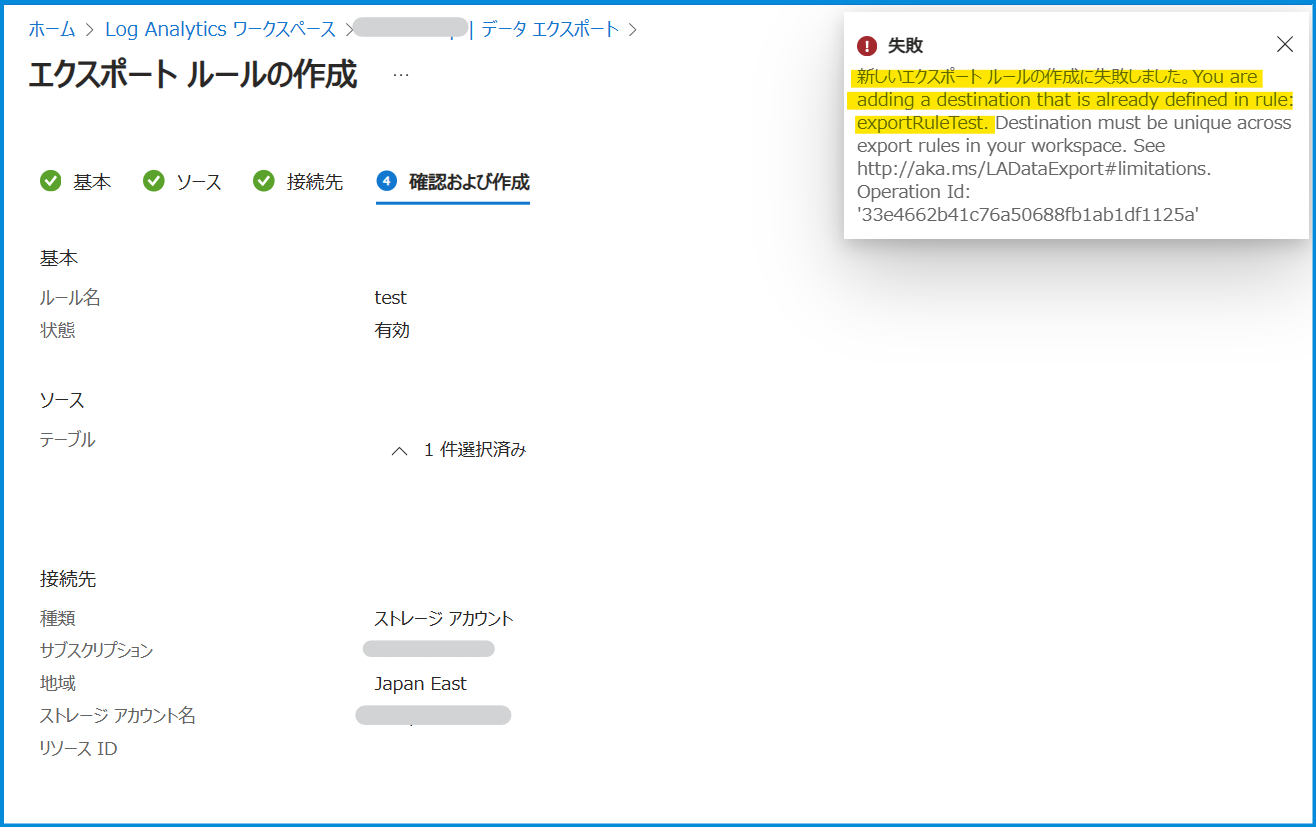 ホーム > Log Analytics ワークスペース > | データ エクスポート >
エクスポート ルールの作成 …
失敗
新しいエクスポート ルールの作成に失敗しました。You are
adding a destination that is already defined in rule:
exportRuleTest. Destination must be unique across
export rules in your workspace. See
http://aka.ms/LADataExport#limitations.
Operation Id:
'33e4662b41c76a50688fb1ab1df1125a'
基本 ソース 接続先 4 確認および作成
基本
ルール名 test
状態 有効
ソース
テーブル 1 件選択済み
接続先
種類 ストレージ アカウント
サブスクリプション
地域 Japan East
ストレージ アカウント名
リソース ID